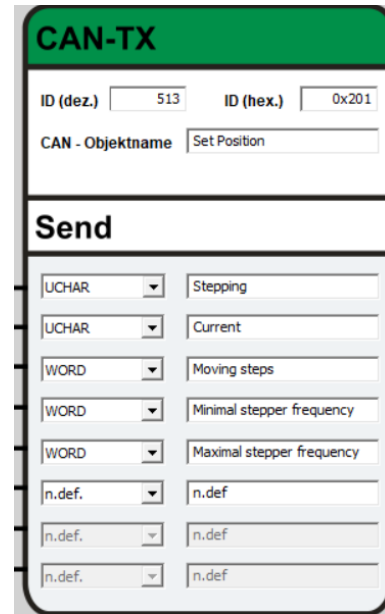 CAN-TX
ID (dez.) 513 ID (hex.) 0x201
CAN - Objektname Set Position
Send
UCHAR Stepping
UCHAR Current
WORD Moving steps
WORD Minimal stepper frequency
WORD Maximal stepper frequency
n.def. n.def
n.def. n.def
n.def. n.def